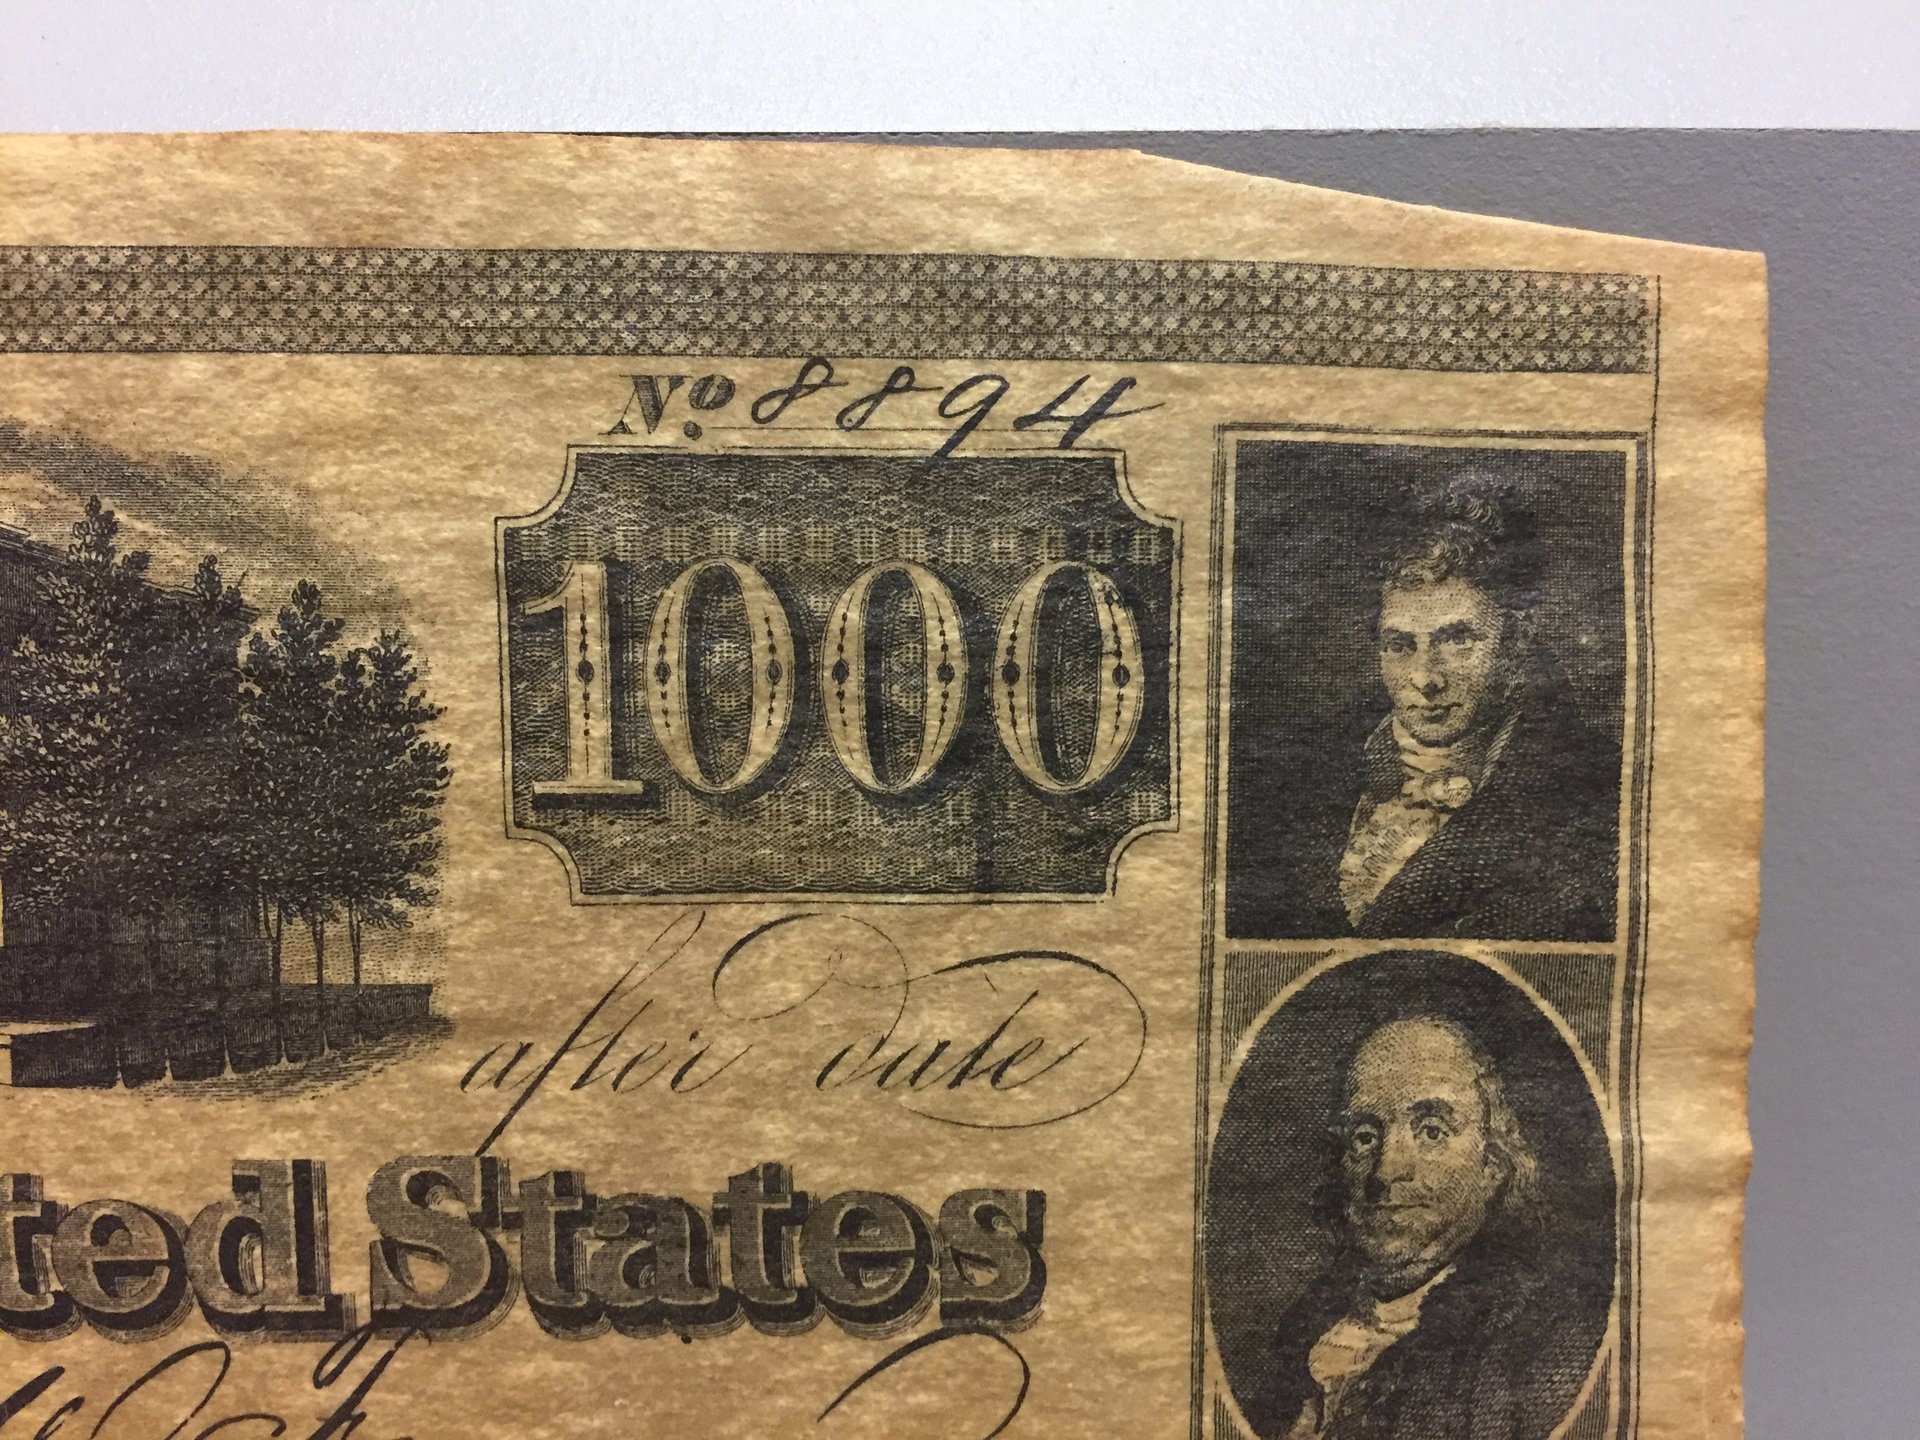 No. 8894
1000
after date
ted States